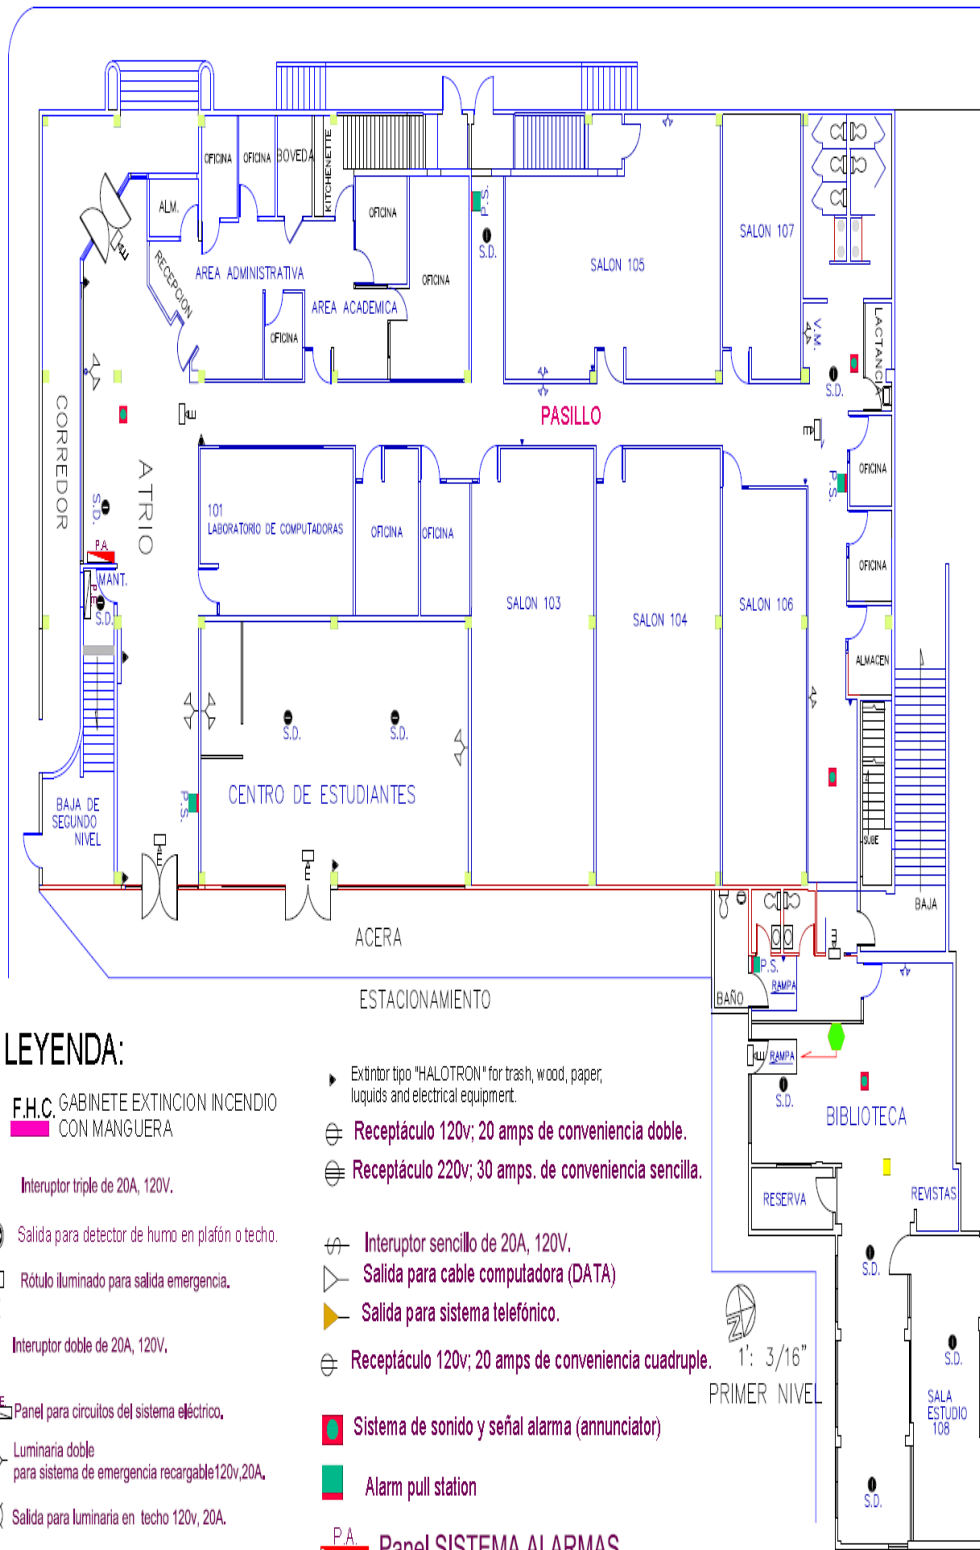 OFICINA
OFICINA
BOVEDA
KITCHENETTE
ALM.
OFICINA
P.S.
S.D.
SALON 107
RECEPCION
AREA ADMINISTRATIVA
SALON 105
OFICINA
AREA ACADEMICA
OFICINA
V.M.
LACTANCIA
S.D.
CORREDOR
PASILLO
ATRIO
OFICINA
P.S.
S.D.
101
LABORATORIO DE COMPUTADORAS
OFICINA
OFICINA
P.A.
MANT.
P.E.
S.D.
OFICINA
SALON 103
SALON 104
SALON 106
ALMACEN
S.D.
S.D.
CENTRO DE ESTUDIANTES
P.S.
BAJA DE
SEGUNDO
NIVEL
SUBE
BAJA
ACERA
ESTACIONAMIENTO
P.S.
BAÑO
RAMPA
RAMPA
S.D.
BIBLIOTECA
RESERVA
REVISTAS
S.D.
S.D.
SALA
ESTUDIO
108
S.D.
N
1': 3/16"
PRIMER NIVEL
LEYENDA:
F.H.C. GABINETE EXTINCION INCENDIO
CON MANGUERA
Interuptor triple de 20A, 120V.
Salida para detector de humo en plafón o techo.
Rótulo iluminado para salida emergencia.
Interuptor doble de 20A, 120V.
Panel para circuitos del sistema eléctrico.
Luminaria doble
para sistema de emergencia recargable120v,20A.
Salida para luminaria en techo 120v, 20A.
Extintor tipo "HALOTRON" for trash, wood, paper,
luquids and electrical equipment.
Receptáculo 120v; 20 amps de conveniencia doble.
Receptáculo 220v; 30 amps. de conveniencia sencilla.
Interuptor sencillo de 20A, 120V.
Salida para cable computadora (DATA)
Salida para sistema telefónico.
Receptáculo 120v; 20 amps de conveniencia cuadruple.
Sistema de sonido y señal alarma (annunciator)
Alarm pull station
P.A. Panel SISTEMA ALARMAS